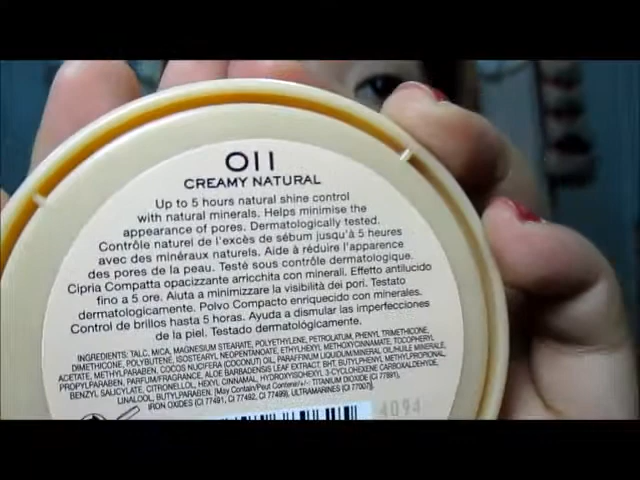 011
CREAMY NATURAL
Up to 5 hours natural shine control
with natural minerals. Helps minimise the
appearance of pores. Dermatologically tested.
Contrôle naturel de l'excès de sébum jusqu'à 5 heures
avec des minéraux naturels. Aide à réduire l'apparence
des pores de la peau. Testé sous contrôle dermatologique.
Cipria Compatta opacizzante arricchita con minerali. Effetto antilucido
fino a 5 ore. Aiuta a minimizzare la visibilità dei pori. Testato
dermatologicamente. Polvo Compacto enriquecido con minerales.
Control de brillos hasta 5 horas. Ayuda a dismular las imperfecciones
de la piel. Testado dermatológicamente.
INGREDIENTS: TALC, MICA, MAGNESIUM STEARATE, POLYETHYLENE, PETROLATUM, PHENYL TRIMETHICONE,
DIMETHICONE, POLYBUTENE, ISOSTEARYL NEOPENTANOATE, ETHYLHEXYL METHOXYCINNAMATE, TOCOPHERYL
ACETATE, METHYLPARABEN, COCOS NUCIFERA (COCONUT) OIL, PARAFFINUM LIQUIDUM/MINERAL OIL/HUILE MINERALE,
PROPYLPARABEN, PARFUM/FRAGRANCE, ALOE BARBADENSIS LEAF EXTRACT, BHT, BUTYLPHENYL METHYLPROPIONAL,
BENZYL SALICYLATE, CITRONELLOL, HEXYL CINNAMAL, HYDROXYISOHEXYL 3-CYCLOHEXENE CARBOXALDEHYDE,
LINALOOL, BUTYLPARABEN. [May Contain/Peut Contenir/+/-: TITANIUM DIOXIDE (CI 77891),
IRON OXIDES (CI 77491, CI 77492, CI 77499), ULTRAMARINES (CI 77007)].
4094